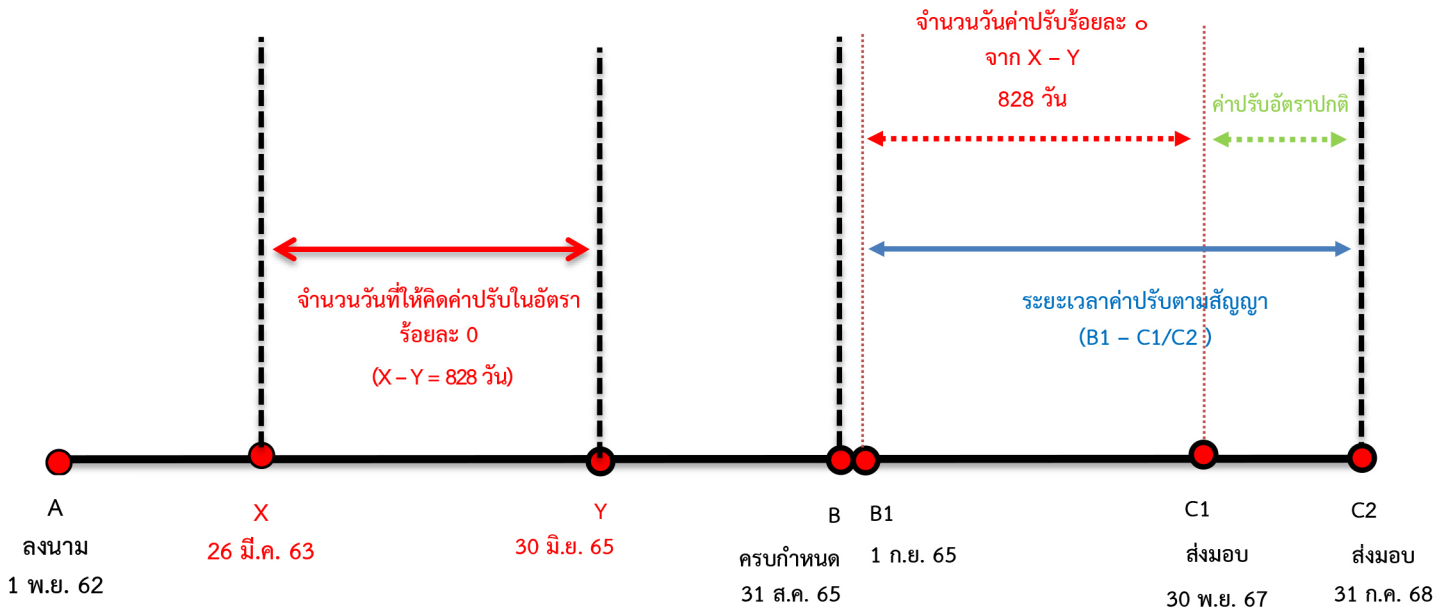 จำนวนวันค่าปรับร้อยละ ๐
จาก X – Y
828 วัน
ค่าปรับอัตราปกติ
จำนวนวันที่ให้คิดค่าปรับในอัตรา
ร้อยละ 0
(X – Y = 828 วัน)
ระยะเวลาค่าปรับตามสัญญา
(B1 – C1/C2 )
A
ลงนาม
1 พ.ย. 62
X
26 มี.ค. 63
Y
30 มิ.ย. 65
B
ครบกำหนด
31 ส.ค. 65
B1
1 ก.ย. 65
C1
ส่งมอบ
30 พ.ย. 67
C2
ส่งมอบ
31 ก.ค. 68